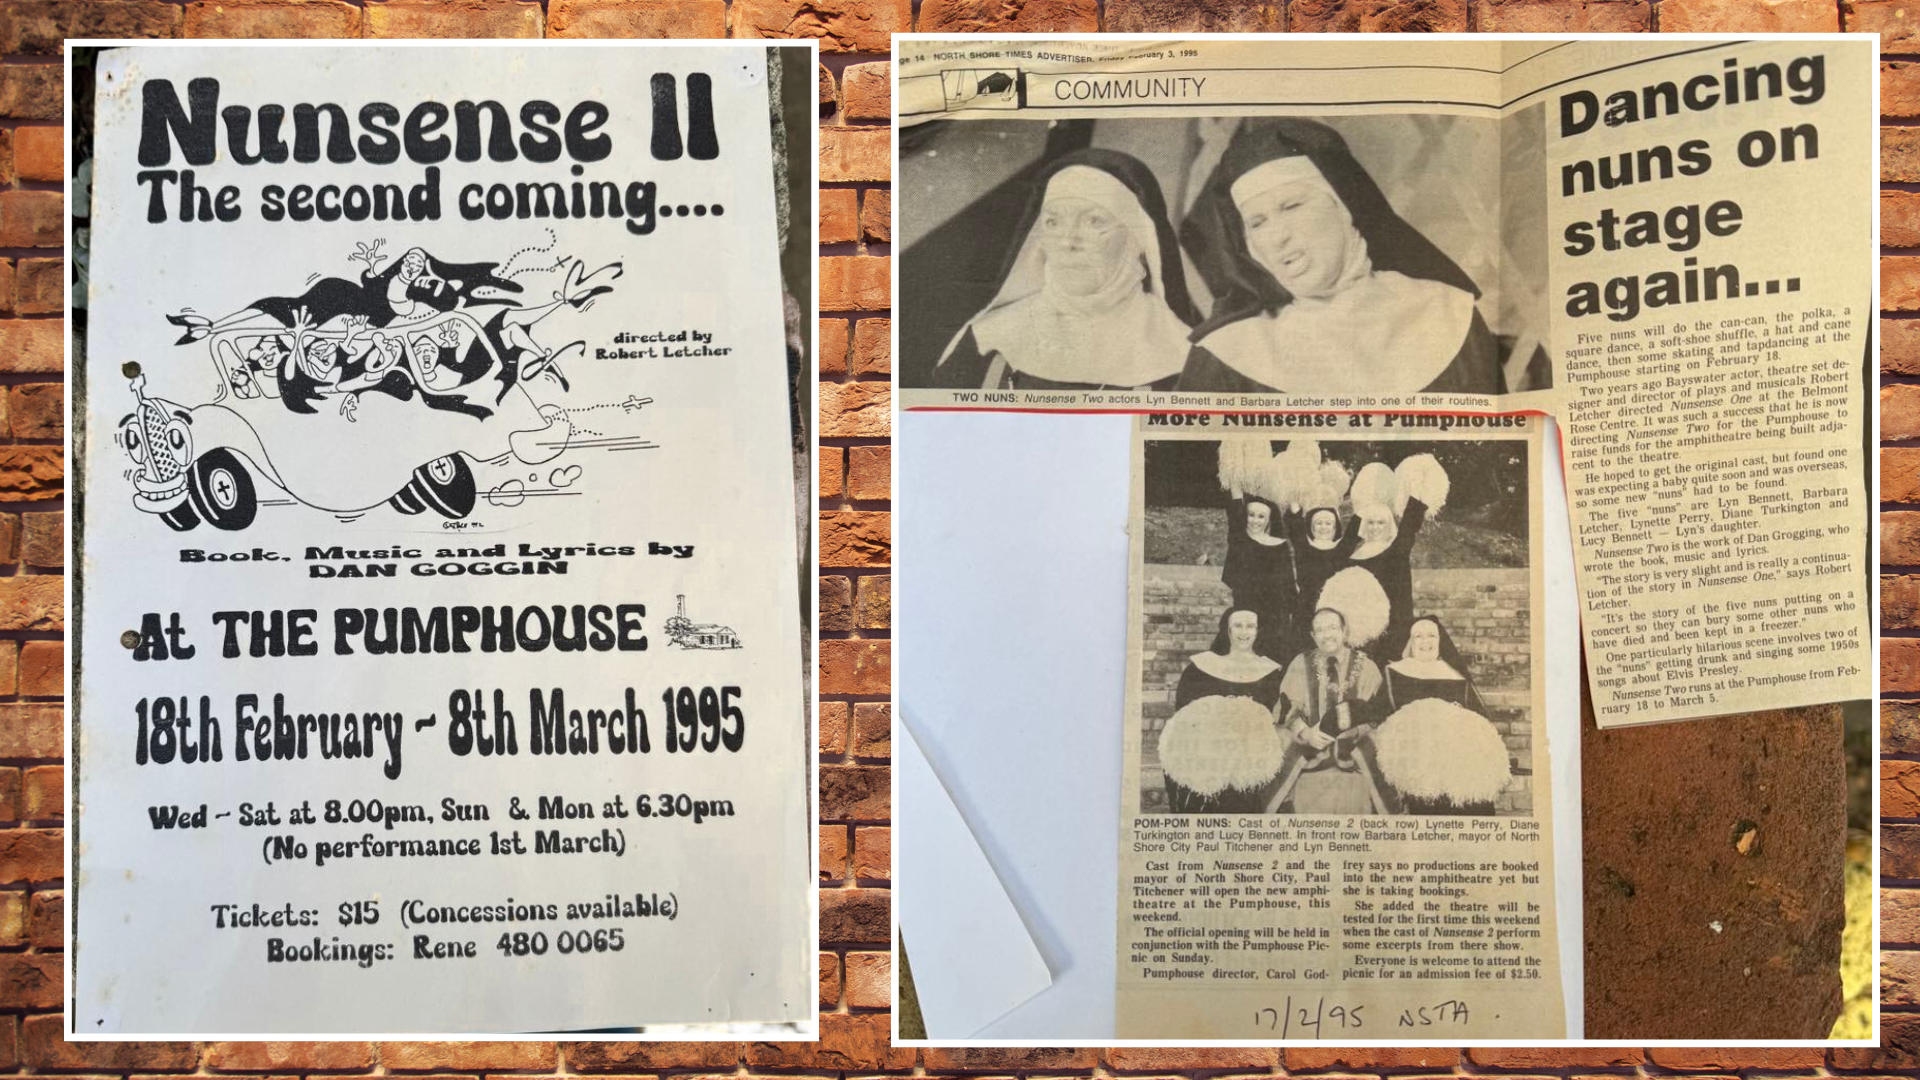 Nunsense II
The second coming....
directed by
Robert Letcher
Book, Music and Lyrics by
DAN GOGGIN
At THE PUMPHOUSE
18th February ~ 8th March 1995
Wed ~ Sat at 8.00pm, Sun & Mon at 6.30pm
(No performance 1st March)
Tickets: $15 (Concessions available)
Bookings: Rene 480 0065
ge 14 NORTH SHORE TIMES ADVERTISER, February 3, 1995
COMMUNITY
TWO NUNS: Nunsense Two actors Lyn Bennett and Barbara Letcher step into one of their routines.
Dancing
nuns on
stage
again...
Five nuns will do the can-can, the polka, a
square dance, a soft-shoe shuffle, a hat and cane
dance, then some skating and tapdancing at the
Pumphouse starting on February 18.
Two years ago Bayswater actor, theatre set de-
signer and director of plays and musicals Robert
Letcher directed Nunsense One at the Belmont
Rose Centre. It was such a success that he is now
directing Nunsense Two for the Pumphouse to
raise funds for the amphitheatre being built adja-
cent to the theatre.
He hoped to get the original cast, but found one
was expecting a baby quite soon and was overseas,
so some new "nuns" had to be found.
The five "nuns" are Lyn Bennett, Barbara
Letcher, Lynette Perry, Diane Turkington and
Lucy Bennett — Lyn's daughter.
Nunsense Two is the work of Dan Grogging, who
wrote the book, music and lyrics.
"The story is very slight and is really a continua-
tion of the story in Nunsense One," says Robert
Letcher.
"It's the story of the five nuns putting on a
concert so they can bury some other nuns who
have died and been kept in a freezer."
One particularly hilarious scene involves two of
the "nuns" getting drunk and singing some 1950s
songs about Elvis Presley.
Nunsense Two runs at the Pumphouse from Feb-
ruary 18 to March 5.
More Nunsense at Pumphouse
POM-POM NUNS: Cast of Nunsense 2 (back row) Lynette Perry, Diane
Turkington and Lucy Bennett. In front row Barbara Letcher, mayor of North
Shore City Paul Titchener and Lyn Bennett.
Cast from Nunsense 2 and the
mayor of North Shore City, Paul
Titchener will open the new amphi-
theatre at the Pumphouse, this
weekend.
The official opening will be held in
conjunction with the Pumphouse Pic-
nic on Sunday.
Pumphouse director, Carol God-
frey says no productions are booked
into the new amphitheatre yet but
she is taking bookings.
She added the theatre will be
tested for the first time this weekend
when the cast of Nunsense 2 perform
some excerpts from there show.
Everyone is welcome to attend the
picnic for an admission fee of $2.50.
17/2/95 NSTA.